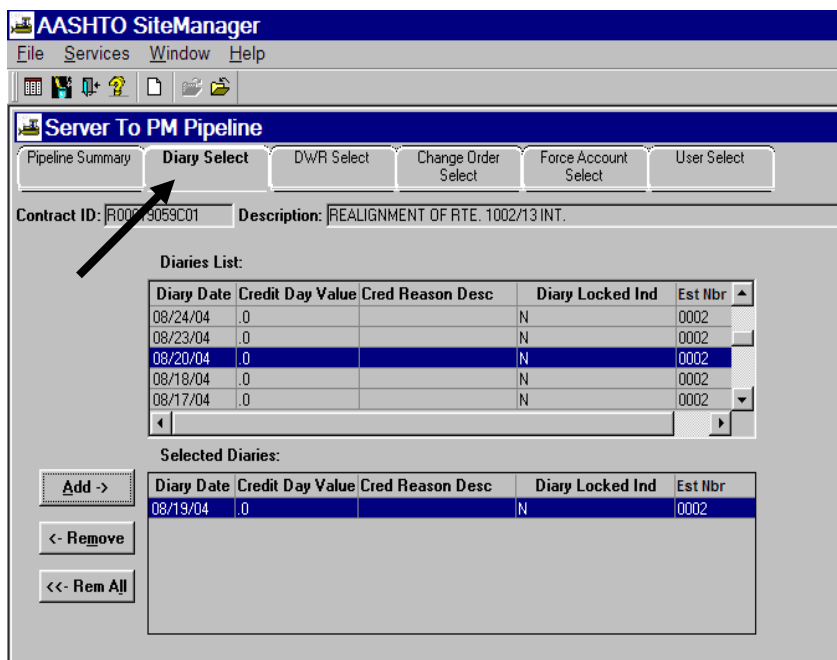 AASHTO SiteManager
File Services Window Help
Server To PM Pipeline
Pipeline Summary Diary Select DWR Select Change Order Select Force Account Select User Select
Contract ID: 9059C01 Description: REALIGNMENT OF RTE. 1002/13 INT.
Diaries List:
Diary Date Credit Day Value Cred Reason Desc Diary Locked Ind Est Nbr
08/24/04 .0 N 0002
08/23/04 .0 N 0002
08/20/04 .0 N 0002
08/18/04 .0 N 0002
08/17/04 .0 N 0002
Selected Diaries:
Add ->
Diary Date Credit Day Value Cred Reason Desc Diary Locked Ind Est Nbr
08/19/04 .0 N 0002
<- Remove
<<- Rem All